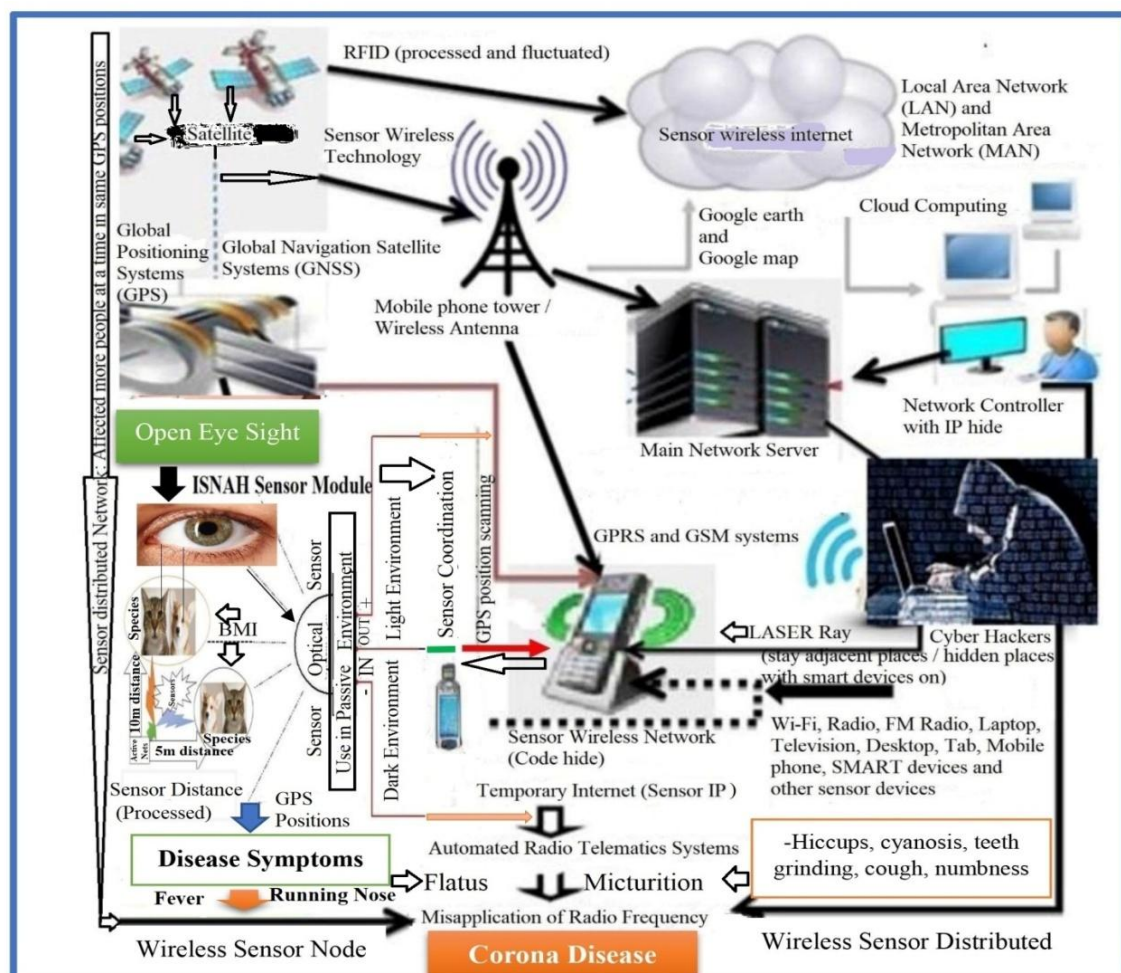 Sensor distributed Network: Affected more people at a time inn same GPS positions
RFID (processed and fluctuated)
Satellite
Sensor Wireless
Technology
Sensor wireless internet
Local Area Network
(LAN) and
Metropolitan Area
Network (MAN)
Global
Positioning
Systems
(GPS)
Global Navigation Satellite
Systems (GNSS)
Google earth
and
Google map
Cloud Computing
Mobile phone tower /
Wireless Antenna
Main Network Server
Network Controller
with IP hide
Open Eye Sight
ISNAH Sensor Module
Sensor
Optical
Sensor
Use in Passive Environment
OUT +
- IN
Light Environment
Dark Environment
Sensor Coordination
GPS position scanning
GPRS and GSM systems
Species
BMI
10m distance
-Sensors
Active
Nets
5m distance
Species
Sensor Distance
(Processed)
GPS
Positions
LASER Ray
Cyber Hackers
(stay adjacent places / hidden places
with smart devices on)
Sensor Wireless Network
(Code hide)
Wi-Fi, Radio, FM Radio, Laptop,
Television, Desktop, Tab, Mobile
phone, SMART devices and
other sensor devices
Temporary Internet (Sensor IP )
Automated Radio Telematics Systems
Disease Symptoms
Fever
Running Nose
Flatus
Micturition
-Hiccups, cyanosis, teeth
grinding, cough, numbness
Misapplication of Radio Frequency
Wireless Sensor Node
Corona Disease
Wireless Sensor Distributed